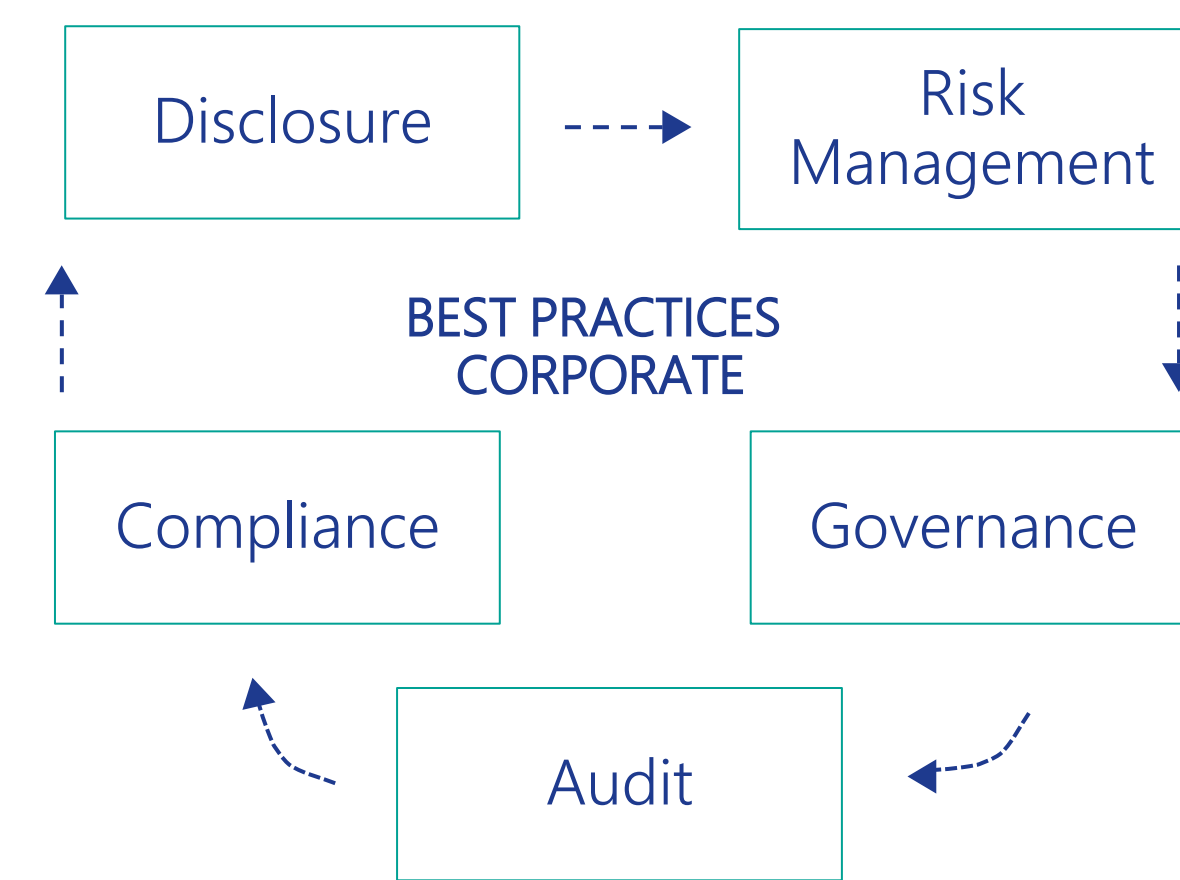 Disclosure
Risk
Management
BEST PRACTICES
CORPORATE
Compliance
Governance
Audit